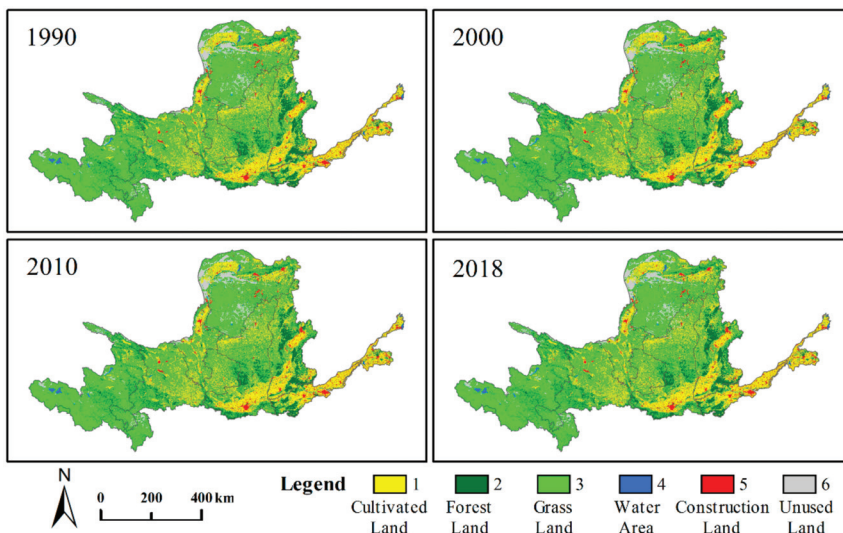 1990
2000
2010
2018
N
0 200 400 km
Legend
1 2 3 4 5 6
Cultivated Forest Grass Water Construction Unused
Land Land Land Area Land Land